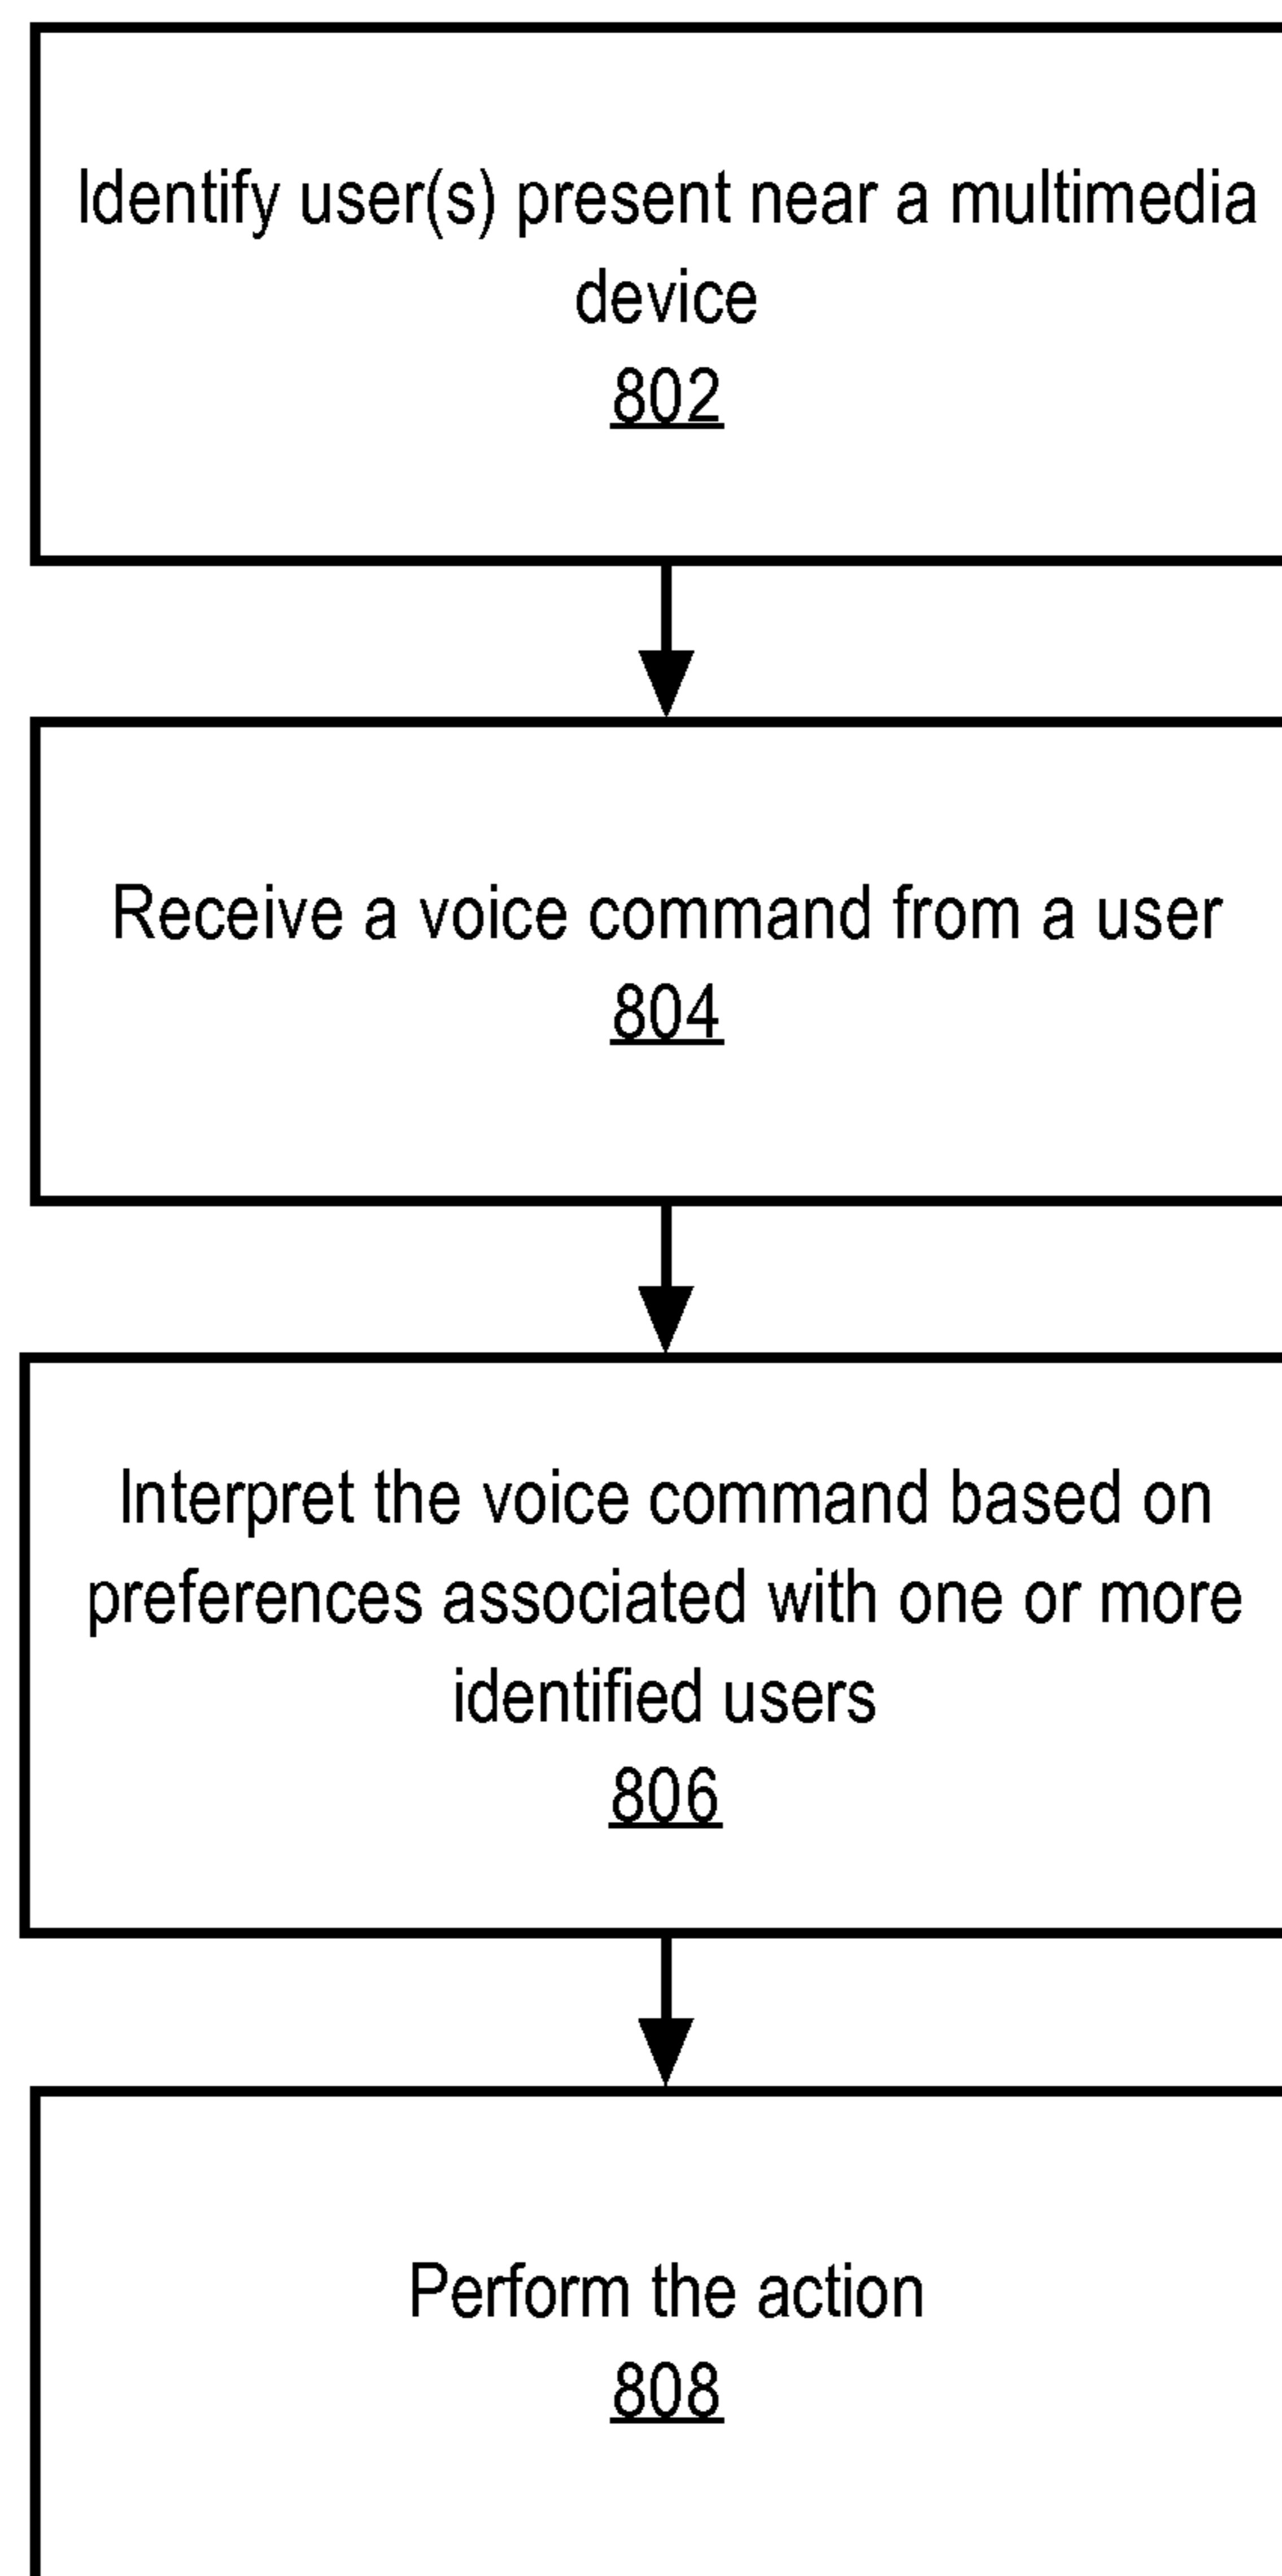 Identify user(s) present near a multimedia
device
802
Receive a voice command from a user
804
Interpret the voice command based on
preferences associated with one or more
identified users
806
Perform the action
808